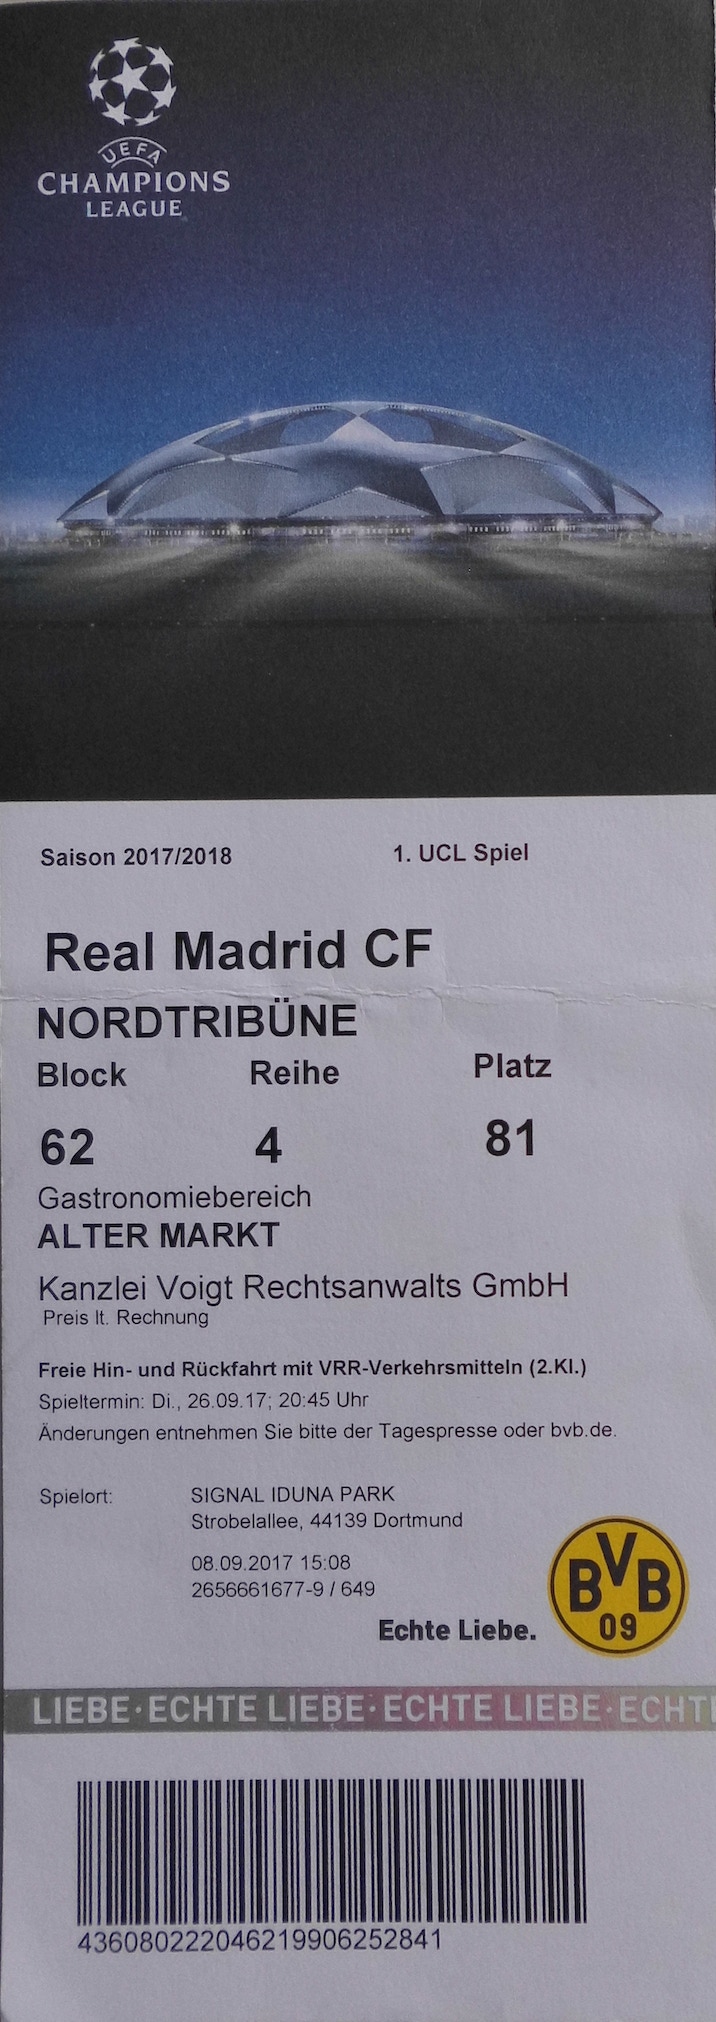 UEFA
CHAMPIONS
LEAGUE
Saison 2017/2018 1. UCL Spiel
Real Madrid CF
NORDTRIBÜNE
Block Reihe Platz
62 4 81
Gastronomiebereich
ALTER MARKT
Kanzlei Voigt Rechtsanwalts GmbH
Preis lt. Rechnung
Freie Hin- und Rückfahrt mit VRR-Verkehrsmitteln (2.Kl.)
Spieltermin: Di., 26.09.17; 20:45 Uhr
Änderungen entnehmen Sie bitte der Tagespresse oder bvb.de.
Spielort: SIGNAL IDUNA PARK
Strobelallee, 44139 Dortmund
08.09.2017 15:08
2656661677-9 / 649
BVB
09
Echte Liebe.
LIEBE · ECHTE LIEBE · ECHTE LIEBE · ECHT
436080222046219906252841